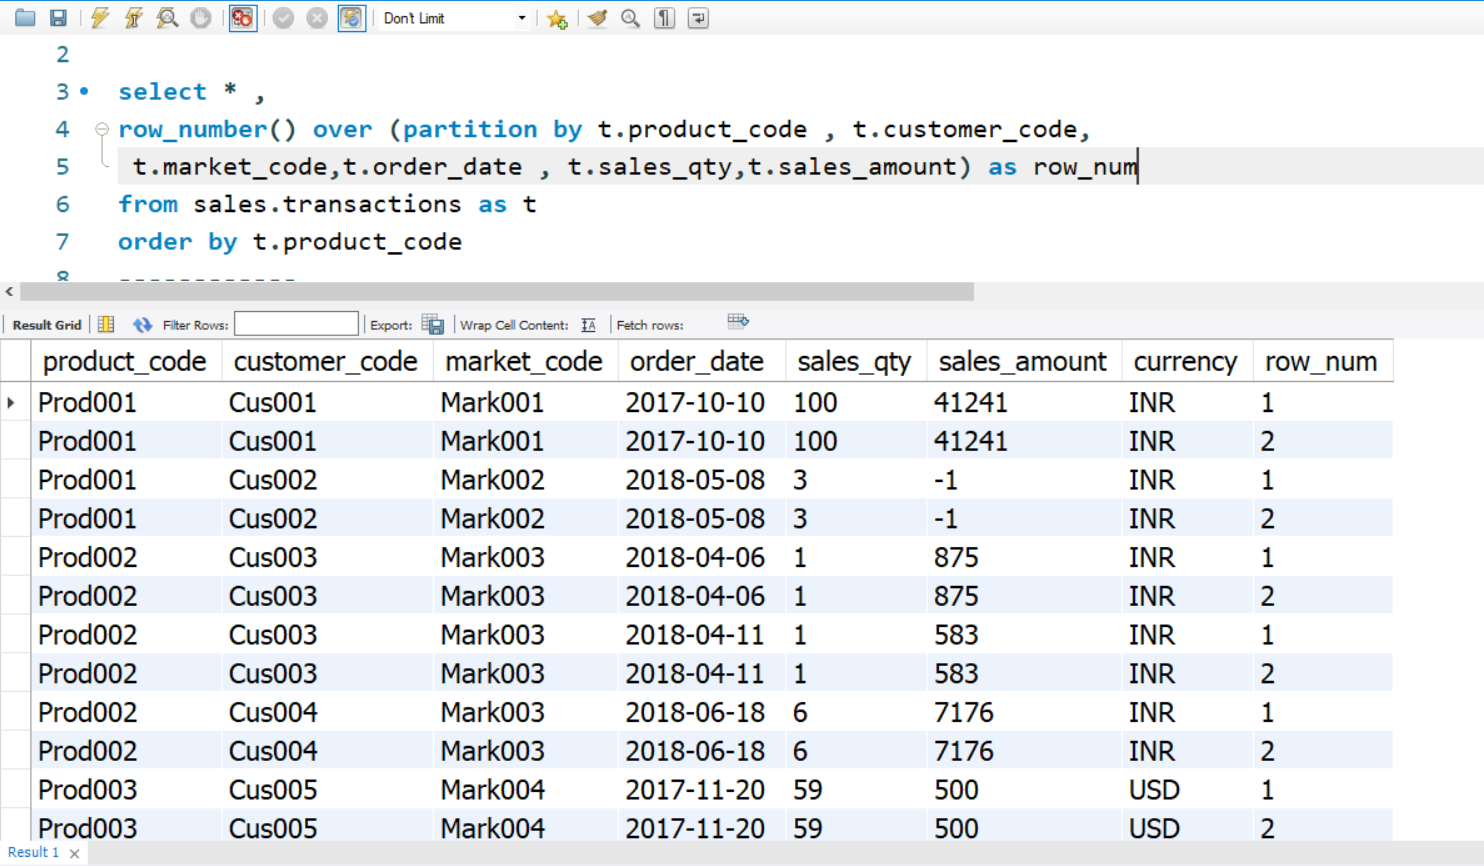 Don't Limit
2
3 select * ,
4 row_number() over (partition by t.product_code , t.customer_code,
5 t.market_code,t.order_date , t.sales_qty,t.sales_amount) as row_num
6 from sales.transactions as t
7 order by t.product_code
8 ------------
Result Grid Filter Rows: Export: Wrap Cell Content: Fetch rows:
product_code customer_code market_code order_date sales_qty sales_amount currency row_num
Prod001 Cus001 Mark001 2017-10-10 100 41241 INR 1
Prod001 Cus001 Mark001 2017-10-10 100 41241 INR 2
Prod001 Cus002 Mark002 2018-05-08 3 -1 INR 1
Prod001 Cus002 Mark002 2018-05-08 3 -1 INR 2
Prod002 Cus003 Mark003 2018-04-06 1 875 INR 1
Prod002 Cus003 Mark003 2018-04-06 1 875 INR 2
Prod002 Cus003 Mark003 2018-04-11 1 583 INR 1
Prod002 Cus003 Mark003 2018-04-11 1 583 INR 2
Prod002 Cus004 Mark003 2018-06-18 6 7176 INR 1
Prod002 Cus004 Mark003 2018-06-18 6 7176 INR 2
Prod003 Cus005 Mark004 2017-11-20 59 500 USD 1
Prod003 Cus005 Mark004 2017-11-20 59 500 USD 2
Result 1